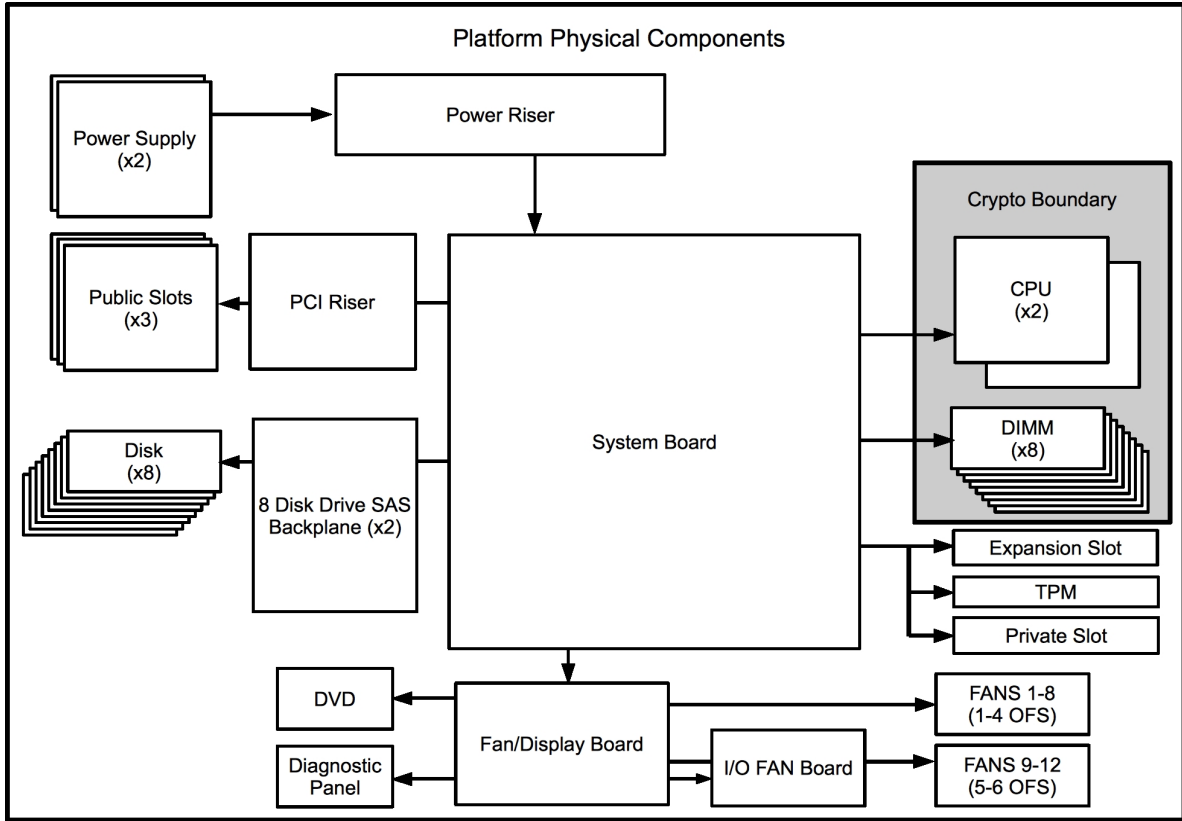 Platform Physical Components
Power Supply
(x2)
Power Riser
Crypto Boundary
Public Slots
(x3)
PCI Riser
CPU
(x2)
System Board
Disk
(x8)
8 Disk Drive SAS
Backplane (x2)
DIMM
(x8)
Expansion Slot
TPM
Private Slot
DVD
Fan/Display Board
FANS 1-8
(1-4 OFS)
Diagnostic
Panel
I/O FAN Board
FANS 9-12
(5-6 OFS)